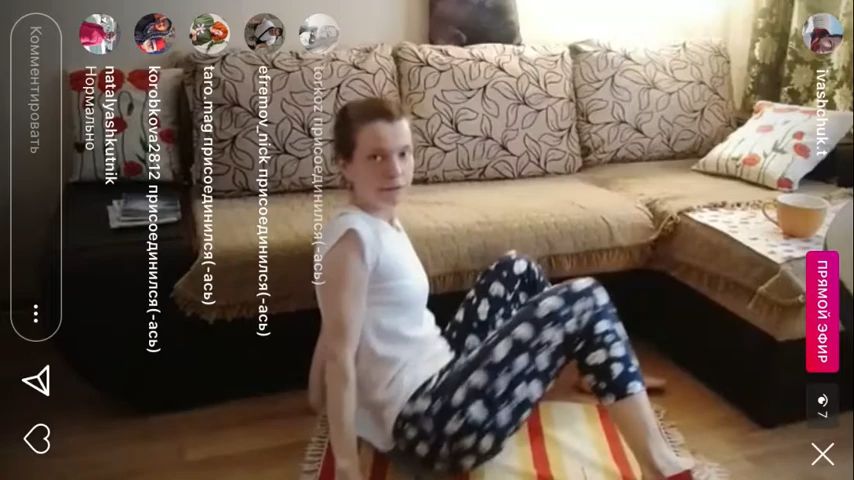 ivashchuk.t
ПРЯМОЙ ЭФИР
7
torkoz присоединился(-ась)
efremov_nick присоединился(-ась)
taro.mag присоединился(-ась)
korobkova2812 присоединился(-ась)
natalyashkutnik
Нормально
Комментировать